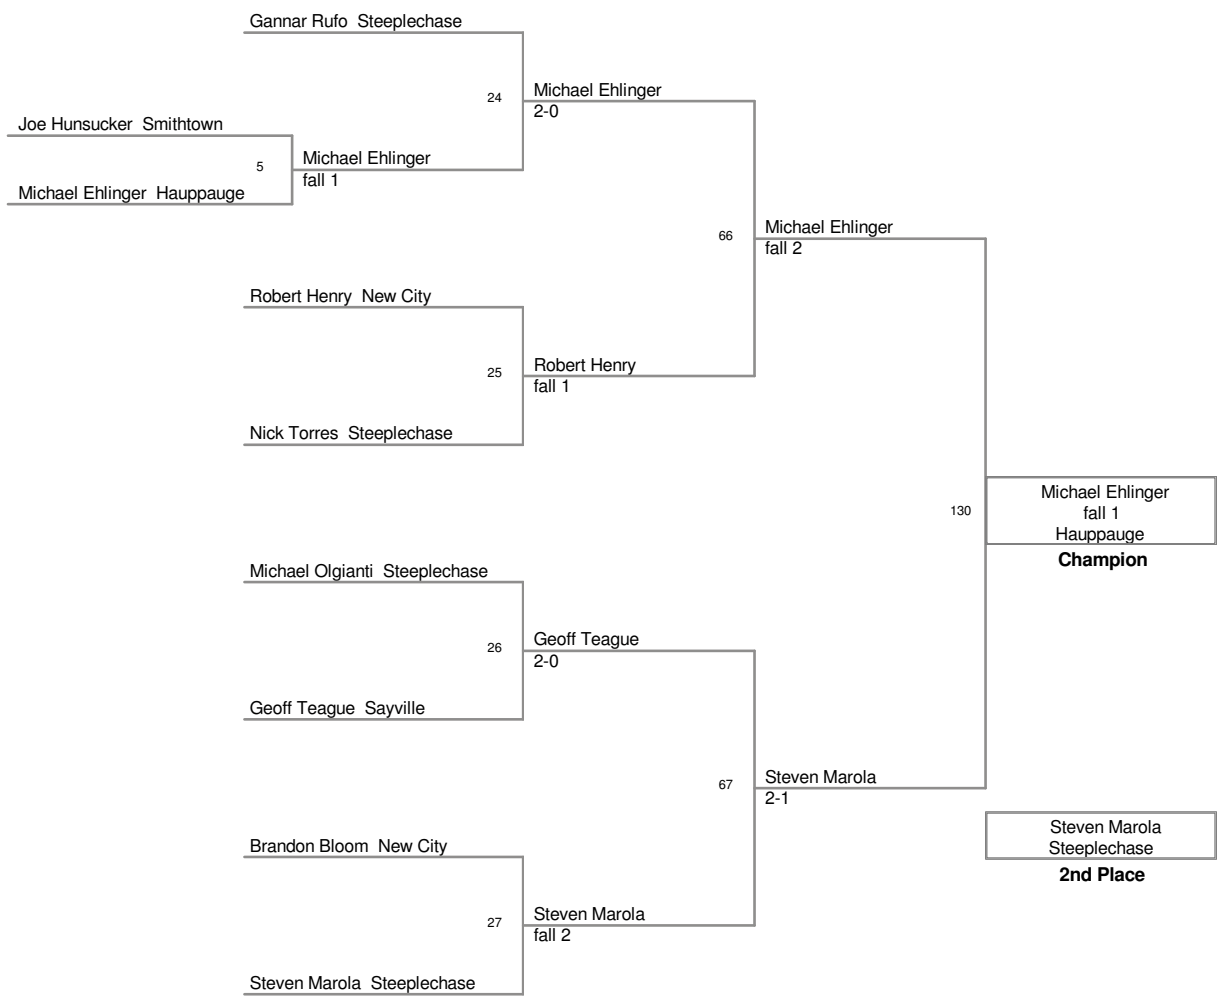 Gannar Rufo  Steeplechase
24
Michael Ehlinger
2-0
Joe Hunsucker  Smithtown
5
Michael Ehlinger
fall 1
Michael Ehlinger  Hauppauge
66
Michael Ehlinger
fall 2
Robert Henry  New City
25
Robert Henry
fall 1
Nick Torres  Steeplechase
130
Michael Ehlinger
fall 1
Hauppauge
Champion
Michael Olgianti  Steeplechase
26
Geoff Teague
2-0
Geoff Teague  Sayville
67
Steven Marola
2-1
Brandon Bloom  New City
27
Steven Marola
fall 2
Steven Marola  Steeplechase
Steven Marola
Steeplechase
2nd Place